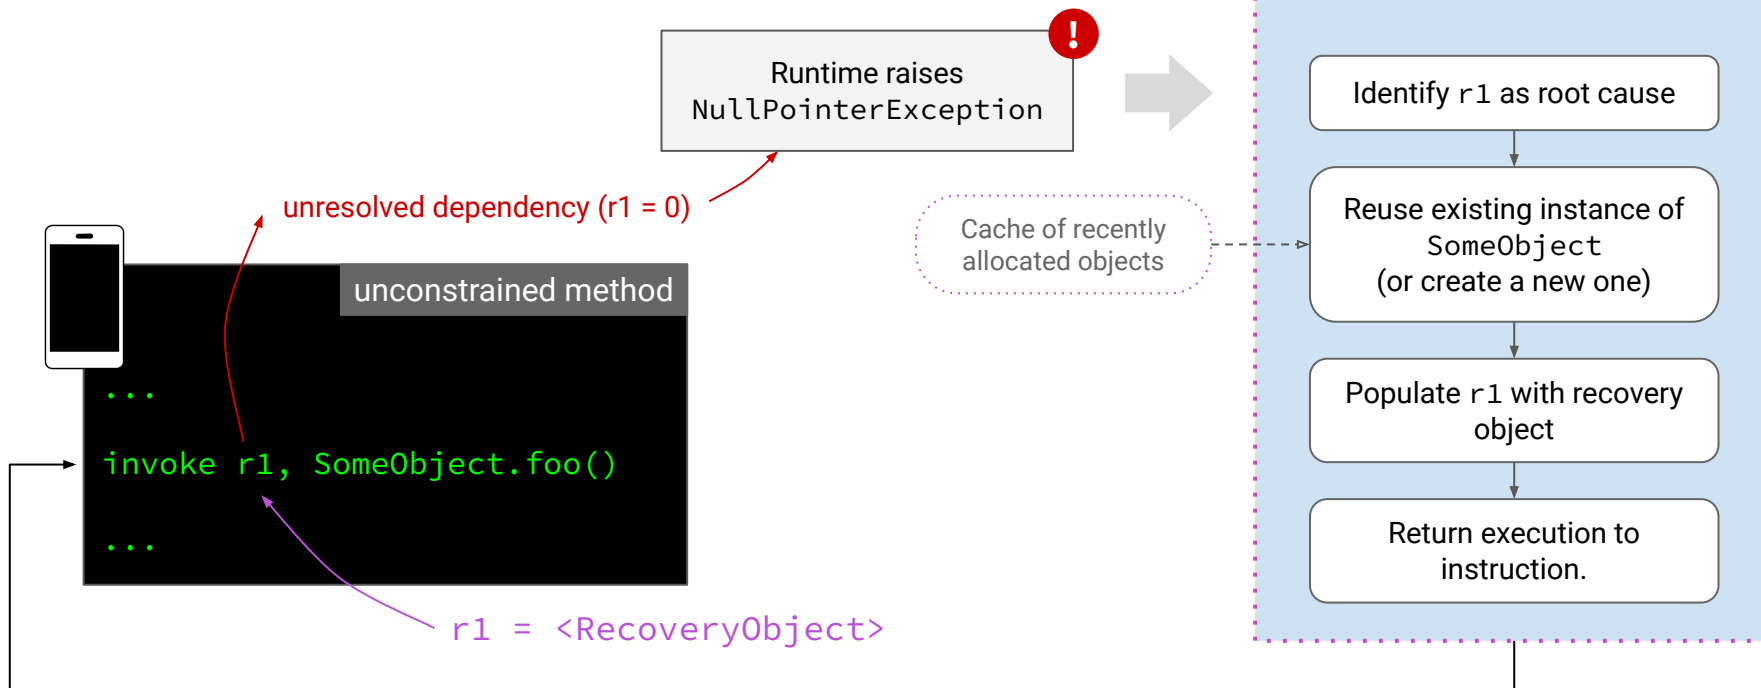 Runtime raises
NullPointerException
!
unresolved dependency (r1 = 0)
unconstrained method
...
invoke r1, SomeObject.foo()
...
r1 = <RecoveryObject>
Cache of recently
allocated objects
Identify r1 as root cause
Reuse existing instance of
SomeObject
(or create a new one)
Populate r1 with recovery
object
Return execution to
instruction.